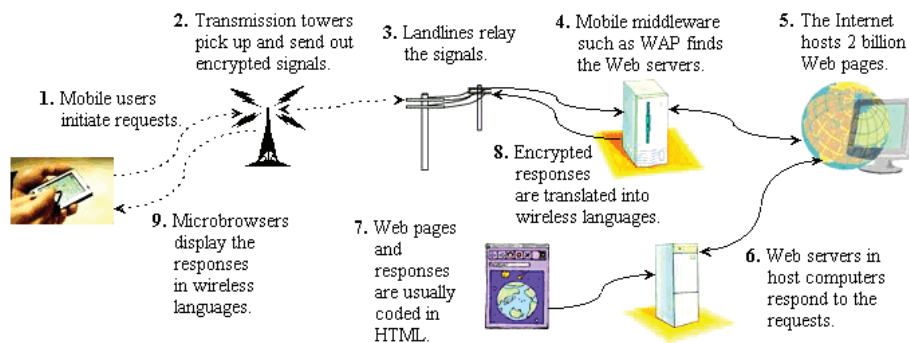 1. Mobile users
initiate requests.
2. Transmission towers
pick up and send out
encrypted signals.
3. Landlines relay
the signals.
4. Mobile middleware
such as WAP finds
the Web servers.
5. The Internet
hosts 2 billion
Web pages.
6. Web servers in
host computers
respond to the
requests.
7. Web pages
and
responses
are usually
coded in
HTML.
8. Encrypted
responses
are translated into
wireless languages.
9. Microbrowsers
display the
responses
in wireless
languages.